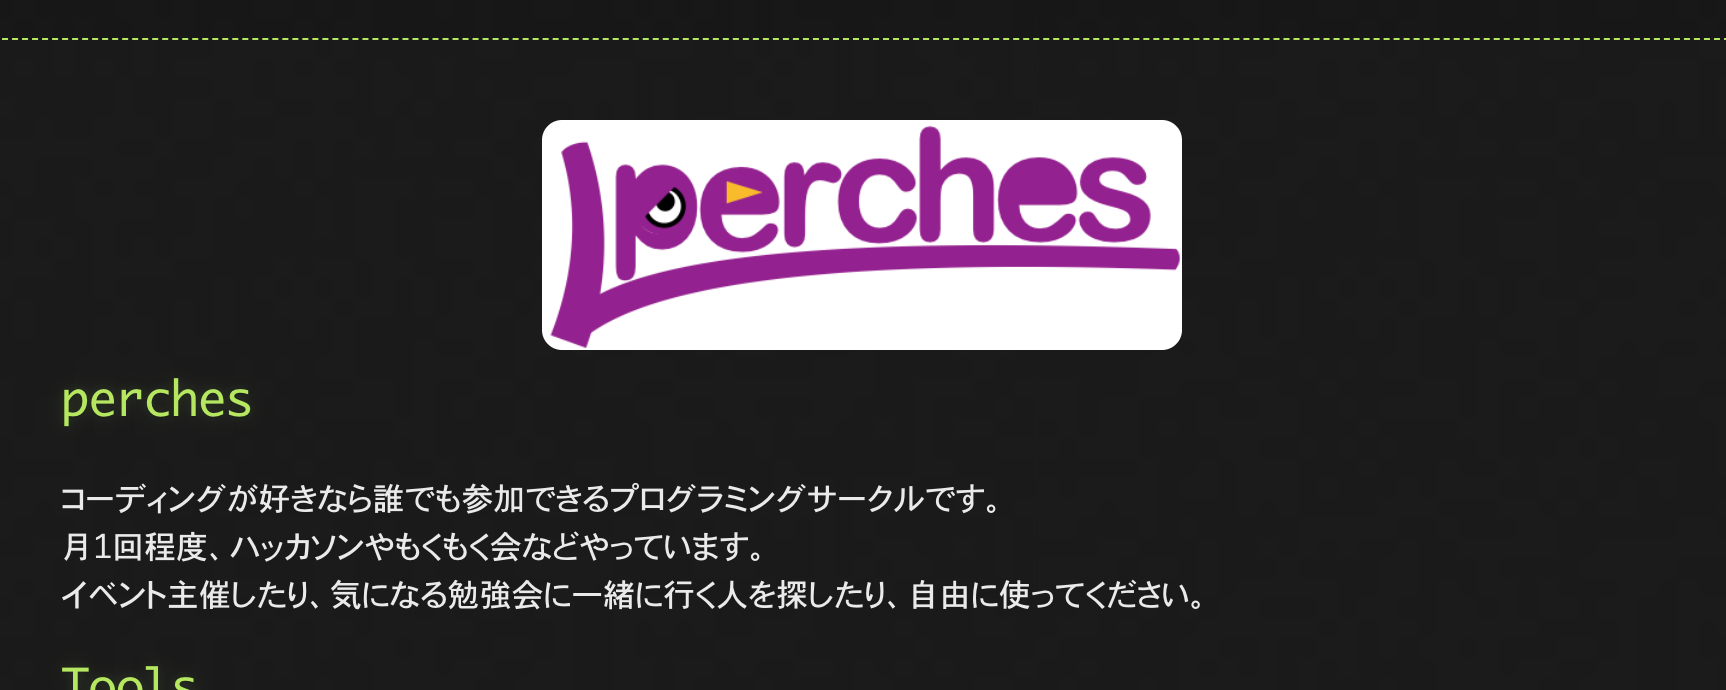 perches
perches
コーディングが好きなら誰でも参加できるプログラミングサークルです。
月1回程度、ハッカソンやもくもく会などやっています。
イベント主催したり、気になる勉強会に一緒に行く人を探したり、自由に使ってください。
Tools